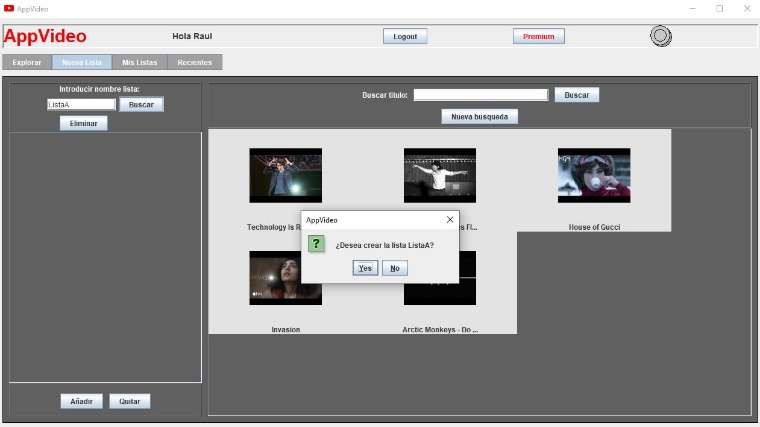 AppVideo
AppVideo
Hola Raul
Logout
Premium
Explorar
Nueva Lista
Mis Listas
Recientes
Introducir nombre lista:
ListaA
Buscar
Eliminar
Buscar titulo:
Buscar
Nueva busqueda
Technology Is R
s Fl...
House of Gucci
AppVideo
?
¿Desea crear la lista ListaA?
Yes
No
Invasion
Arctic Monkeys - Do ...
Añadir
Quitar